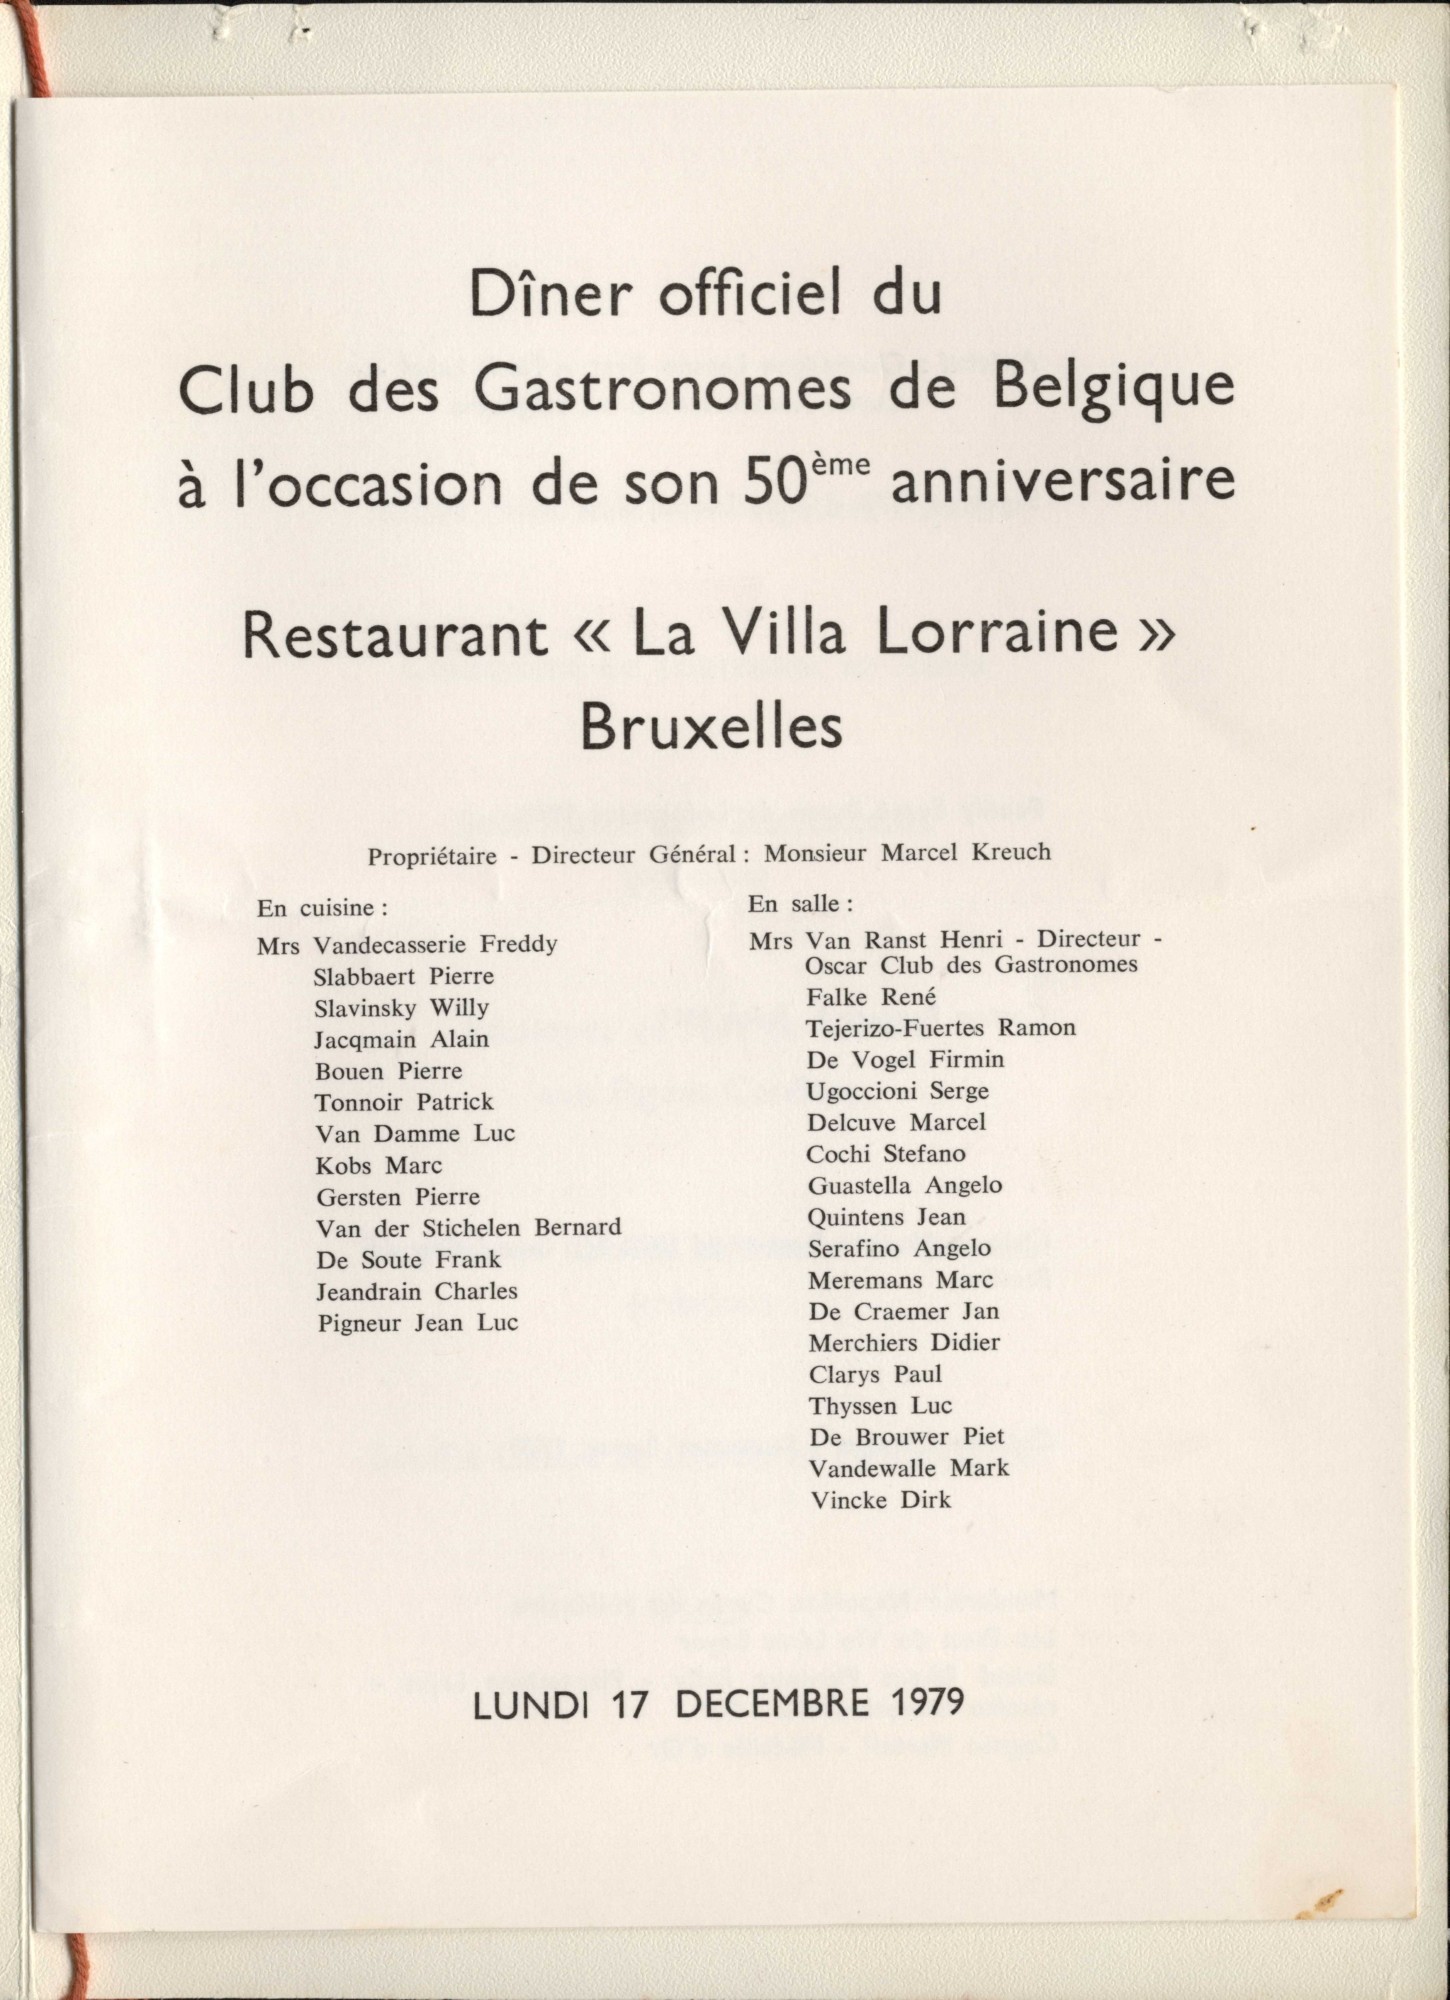 Dîner officiel du
Club des Gastronomes de Belgique
à l'occasion de son 50ème anniversaire
Restaurant « La Villa Lorraine »
Bruxelles
Propriétaire - Directeur Général : Monsieur Marcel Kreuch
En cuisine :
Mrs Vandecasserie Freddy
Slabbaert Pierre
Slavinsky Willy
Jacqmain Alain
Bouen Pierre
Tonnoir Patrick
Van Damme Luc
Kobs Marc
Gersten Pierre
Van der Stichelen Bernard
De Soute Frank
Jeandrain Charles
Pigneur Jean Luc
En salle :
Mrs Van Ranst Henri - Directeur -
Oscar Club des Gastronomes
Falke René
Tejerizo-Fuertes Ramon
De Vogel Firmin
Ugoccioni Serge
Delcuve Marcel
Cochi Stefano
Guastella Angelo
Quintens Jean
Serafino Angelo
Meremans Marc
De Craemer Jan
Merchiers Didier
Clarys Paul
Thyssen Luc
De Brouwer Piet
Vandewalle Mark
Vincke Dirk
LUNDI 17 DECEMBRE 1979